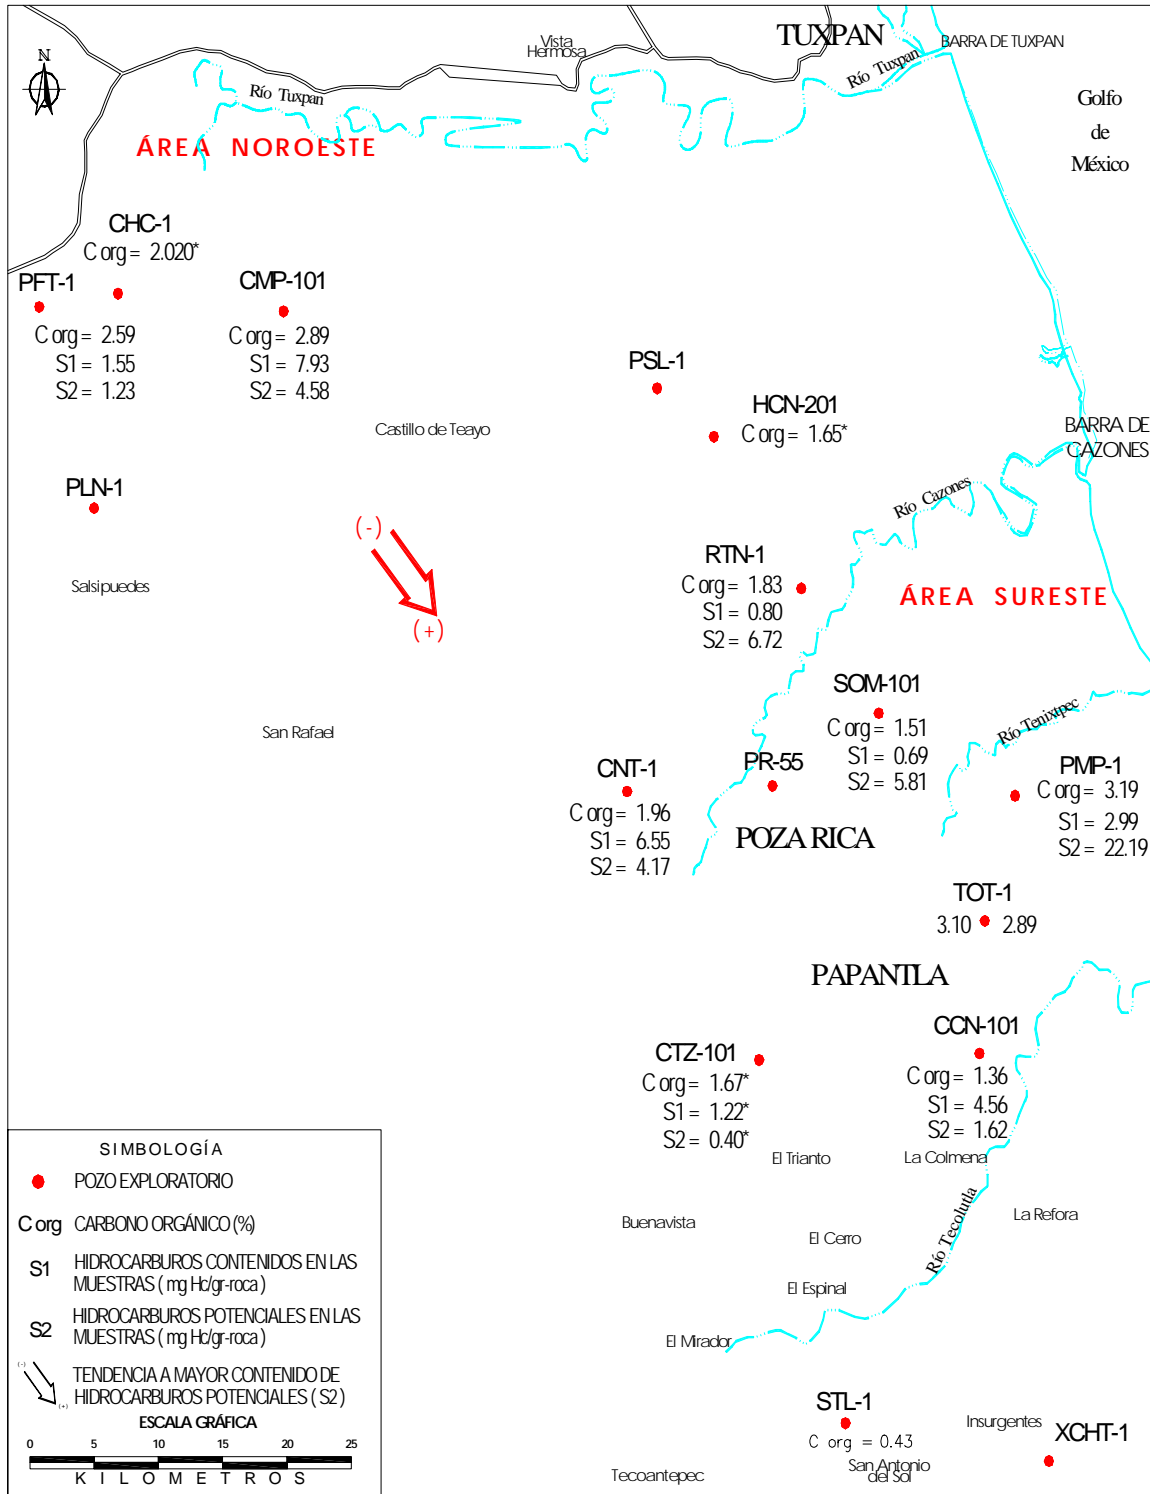 TUXPAN
BARRA DE TUXPAN
Vista
Hermosa
N
Río Tuxpan
Río Tuxpan
Golfo
de
México
ÁREA NOROESTE
CHC-1
C org = 2.020*
PFT-1
C org = 2.59
S1 = 1.55
S2 = 1.23
CMP-101
C org = 2.89
S1 = 7.93
S2 = 4.58
PSL-1
HCN-201
C org = 1.65*
Castillo de Teayo
BARRA DE
CAZONES
PLN-1
Río Cazones
(-)
(+)
Salsipuedes
RTN-1
C org = 1.83
S1 = 0.80
S2 = 6.72
ÁREA SURESTE
SOM-101
C org = 1.51
S1 = 0.69
S2 = 5.81
Río Tenixtpec
San Rafael
CNT-1
C org = 1.96
S1 = 6.55
S2 = 4.17
PR-55
POZA RICA
PMP-1
C org = 3.19
S1 = 2.99
S2 = 22.19
TOT-1
3.10 2.89
PAPANTLA
CTZ-101
C org = 1.67*
S1 = 1.22*
S2 = 0.40*
CCN-101
C org = 1.36
S1 = 4.56
S2 = 1.62
El Trianto
La Colmena
Buenavista
El Cerro
Río Tecolutla
La Refora
El Espinal
El Mirador
STL-1
C org = 0.43
San Antonio
del Sol
Insurgentes
XCHT-1
Tecoantepec
SIMBOLOGÍA
POZO EXPLORATORIO
C org CARBONO ORGÁNICO (%)
S1 HIDROCARBUROS CONTENIDOS EN LAS
MUESTRAS ( mg Hc/gr-roca )
S2 HIDROCARBUROS POTENCIALES EN LAS
MUESTRAS ( mg Hc/gr-roca )
(-)
(+)
TENDENCIA A MAYOR CONTENIDO DE
HIDROCARBUROS POTENCIALES ( S2 )
ESCALA GRÁFICA
0 5 10 15 20 25
KILOMETROS